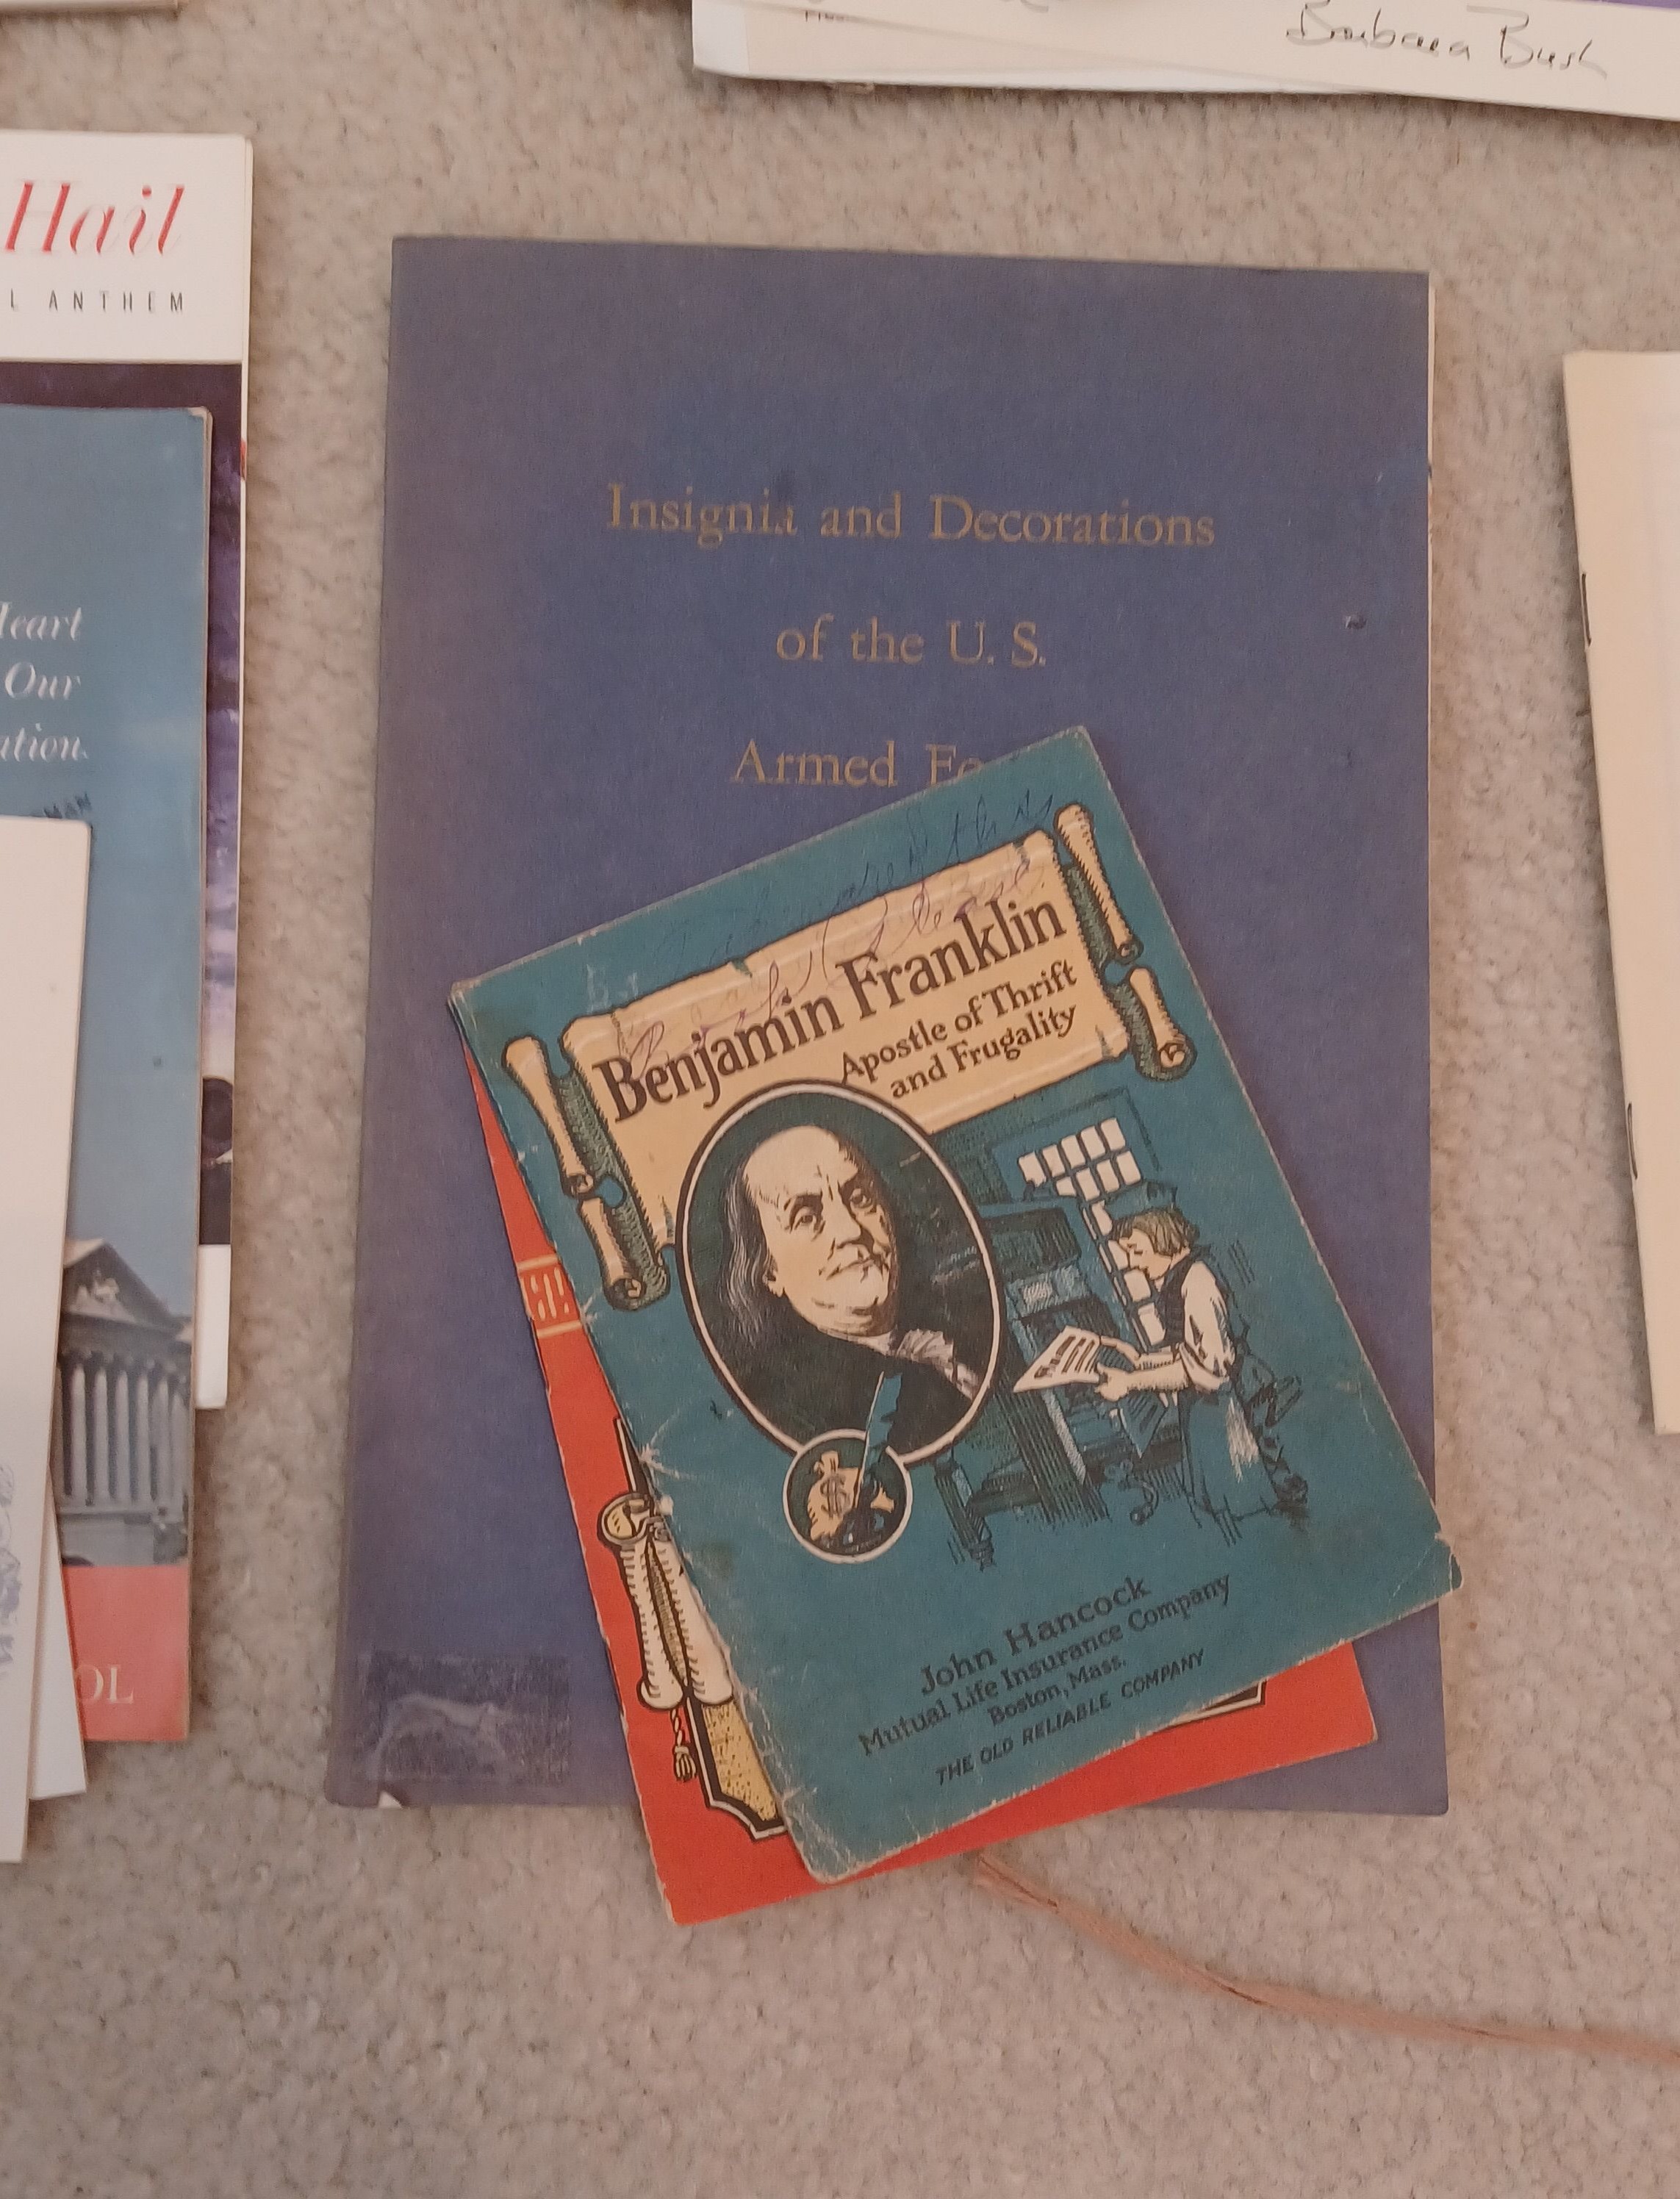 Barbara Bush
Hail
L ANTHEM
Heart
Our
ation
OL
Insignia and Decorations
of the U.S.
Armed Fo
Benjamin Franklin
Apostle of Thrift
and Frugality
John Hancock
Mutual Life Insurance Company
Boston, Mass.
THE OLD RELIABLE COMPANY